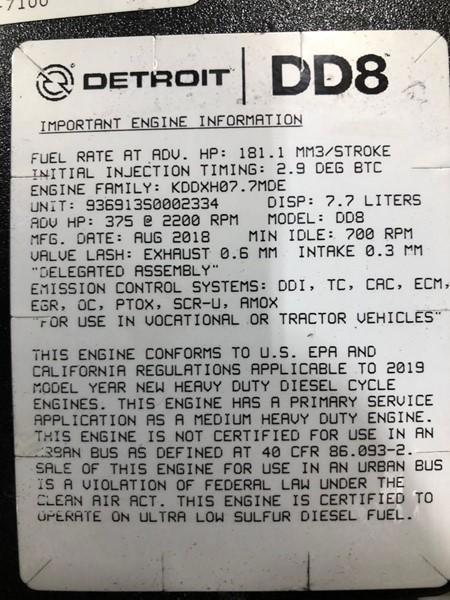 -7100
DETROIT DD8
IMPORTANT ENGINE INFORMATION
FUEL RATE AT ADV. HP: 181.1 MM3/STROKE
INITIAL INJECTION TIMING: 2.9 DEG BTC
ENGINE FAMILY: KDDXH07.7MDE
UNIT: 936913S0002334 DISP: 7.7 LITERS
ADV HP: 375 @ 2200 RPM MODEL: DD8
MFG. DATE: AUG 2018 MIN IDLE: 700 RPM
VALVE LASH: EXHAUST 0.6 MM INTAKE 0.3 MM
"DELEGATED ASSEMBLY"
EMISSION CONTROL SYSTEMS: DDI, TC, CAC, ECM,
EGR, OC, PTOX, SCR-U, AMOX
"FOR USE IN VOCATIONAL OR TRACTOR VEHICLES"
THIS ENGINE CONFORMS TO U.S. EPA AND
CALIFORNIA REGULATIONS APPLICABLE TO 2019
MODEL YEAR NEW HEAVY DUTY DIESEL CYCLE
ENGINES. THIS ENGINE HAS A PRIMARY SERVICE
APPLICATION AS A MEDIUM HEAVY DUTY ENGINE.
THIS ENGINE IS NOT CERTIFIED FOR USE IN AN
URBAN BUS AS DEFINED AT 40 CFR 86.093-2.
SALE OF THIS ENGINE FOR USE IN AN URBAN BUS
IS A VIOLATION OF FEDERAL LAW UNDER THE
CLEAN AIR ACT. THIS ENGINE IS CERTIFIED TO
OPERATE ON ULTRA LOW SULFUR DIESEL FUEL.